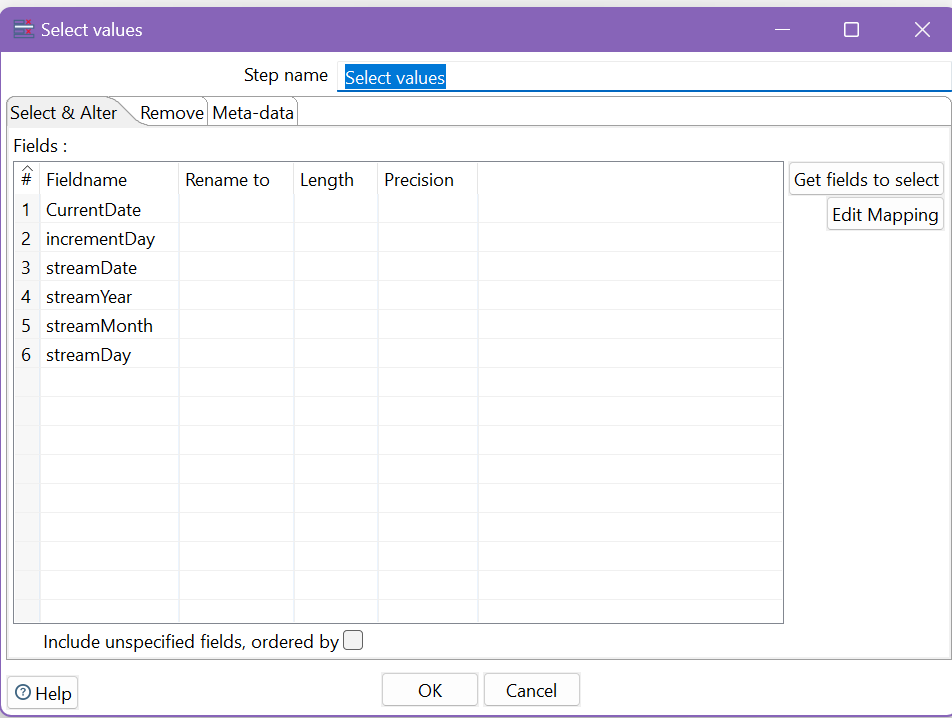 Select values
Step name Select values
Select & Alter Remove Meta-data
Fields :
# Fieldname Rename to Length Precision
Get fields to select
1 CurrentDate
Edit Mapping
2 incrementDay
3 streamDate
4 streamYear
5 streamMonth
6 streamDay
Include unspecified fields, ordered by
Help OK Cancel